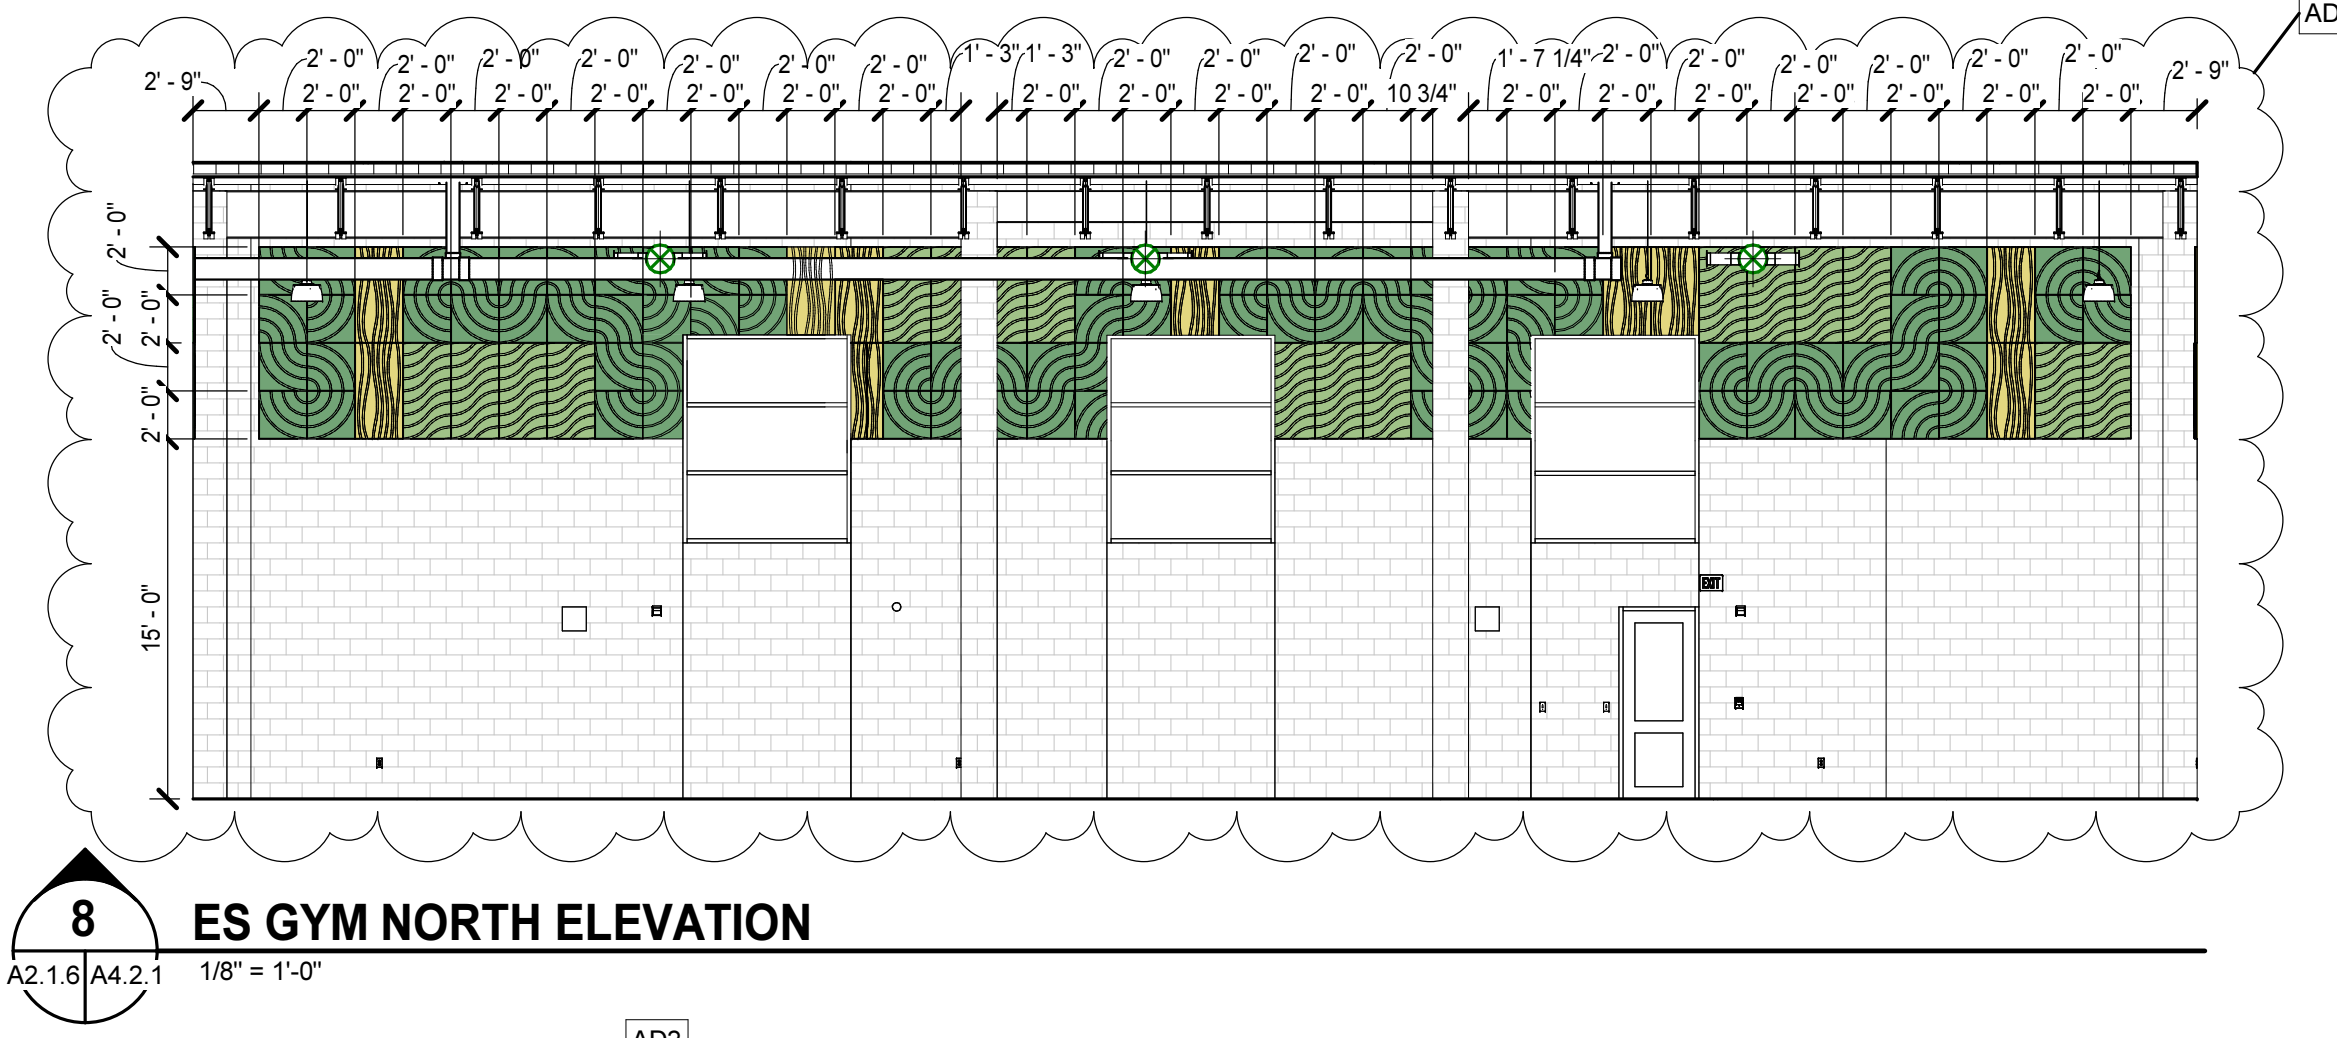 AD
2' - 0" 2' - 0" 2' - 0" 2' - 0" 2' - 0" 2' - 0" 2' - 0" 1' - 3" 1' - 3" 2' - 0" 2' - 0" 2' - 0" 2' - 0" 1' - 7 1/4" 2' - 0" 2' - 0" 2' - 0" 2' - 0" 2' - 0" 2' - 0"
2' - 9" 2' - 0" 2' - 0" 2' - 0" 2' - 0" 2' - 0" 2' - 0" 2' - 0" 2' - 0" 2' - 0" 2' - 0" 2' - 0" 10 3/4" 2' - 0" 2' - 0" 2' - 0" 2' - 0" 2' - 0" 2' - 0" 2' - 0" 2' - 9"
2' - 0"
2' - 0"
2' - 0"
2' - 0"
15' - 0"
EXIT
8
A2.1.6 A4.2.1
ES GYM NORTH ELEVATION
1/8" = 1'-0"